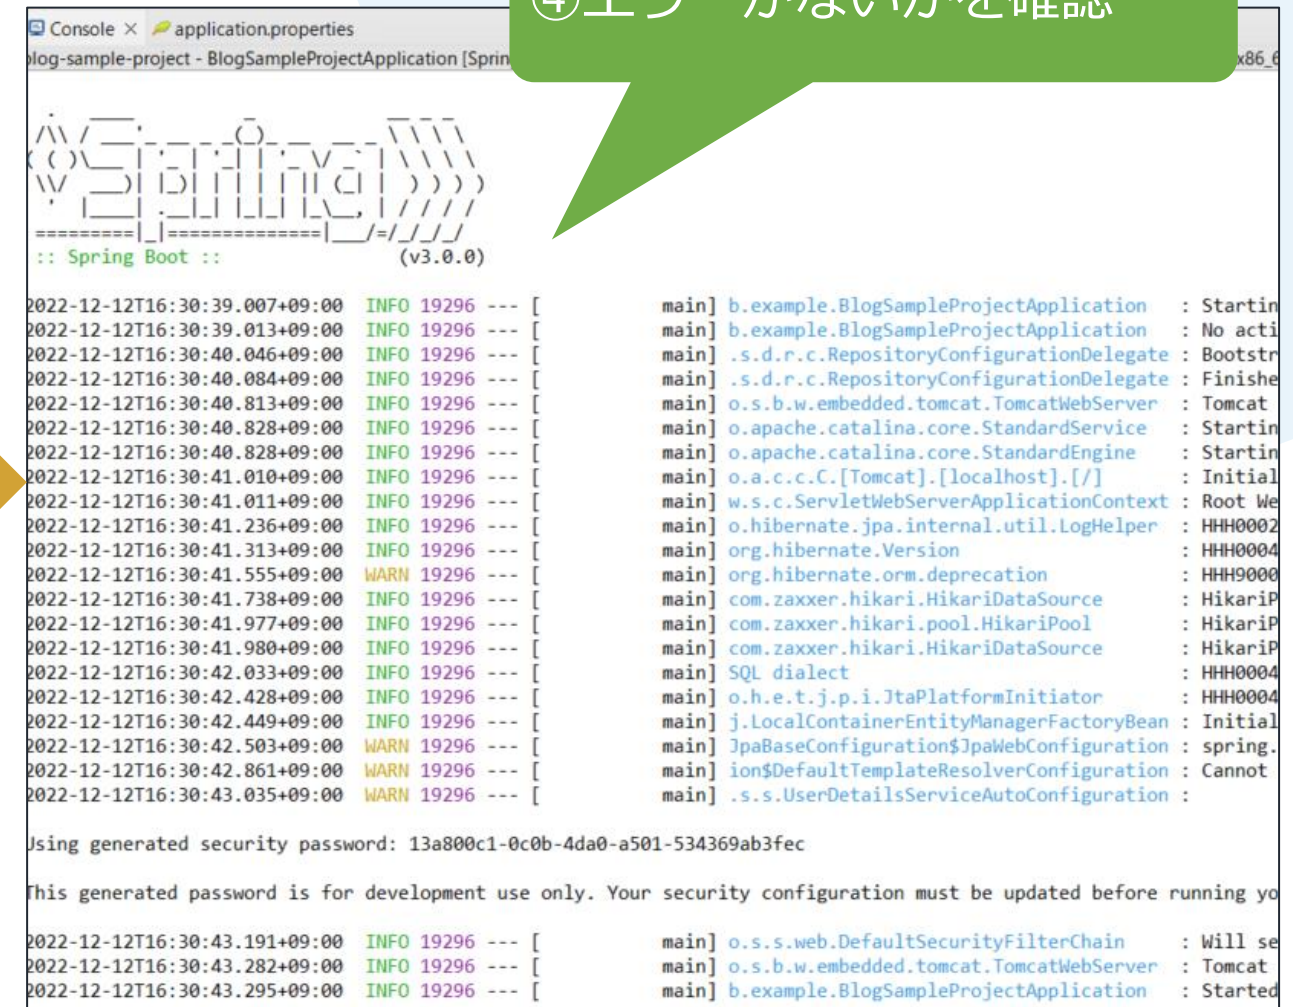 ④エラーがないかを確認
Console × application.properties
blog-sample-project - BlogSampleProjectApplication [Sprin x86_6
:: Spring Boot :: (v3.0.0)
2022-12-12T16:30:39.007+09:00 INFO 19296 --- [ main] b.example.BlogSampleProjectApplication : Startin
2022-12-12T16:30:39.013+09:00 INFO 19296 --- [ main] b.example.BlogSampleProjectApplication : No acti
2022-12-12T16:30:40.046+09:00 INFO 19296 --- [ main] .s.d.r.c.RepositoryConfigurationDelegate : Bootstr
2022-12-12T16:30:40.084+09:00 INFO 19296 --- [ main] .s.d.r.c.RepositoryConfigurationDelegate : Finishe
2022-12-12T16:30:40.813+09:00 INFO 19296 --- [ main] o.s.b.w.embedded.tomcat.TomcatWebServer : Tomcat
2022-12-12T16:30:40.828+09:00 INFO 19296 --- [ main] o.apache.catalina.core.StandardService : Startin
2022-12-12T16:30:40.828+09:00 INFO 19296 --- [ main] o.apache.catalina.core.StandardEngine : Startin
2022-12-12T16:30:41.010+09:00 INFO 19296 --- [ main] o.a.c.c.C.[Tomcat].[localhost].[/] : Initial
2022-12-12T16:30:41.011+09:00 INFO 19296 --- [ main] w.s.c.ServletWebServerApplicationContext : Root We
2022-12-12T16:30:41.236+09:00 INFO 19296 --- [ main] o.hibernate.jpa.internal.util.LogHelper : HHH0002
2022-12-12T16:30:41.313+09:00 INFO 19296 --- [ main] org.hibernate.Version : HHH0004
2022-12-12T16:30:41.555+09:00 WARN 19296 --- [ main] org.hibernate.orm.deprecation : HHH9000
2022-12-12T16:30:41.738+09:00 INFO 19296 --- [ main] com.zaxxer.hikari.HikariDataSource : HikariP
2022-12-12T16:30:41.977+09:00 INFO 19296 --- [ main] com.zaxxer.hikari.pool.HikariPool : HikariP
2022-12-12T16:30:41.980+09:00 INFO 19296 --- [ main] com.zaxxer.hikari.HikariDataSource : HikariP
2022-12-12T16:30:42.033+09:00 INFO 19296 --- [ main] SQL dialect : HHH0004
2022-12-12T16:30:42.428+09:00 INFO 19296 --- [ main] o.h.e.t.j.p.i.JtaPlatformInitiator : HHH0004
2022-12-12T16:30:42.449+09:00 INFO 19296 --- [ main] j.LocalContainerEntityManagerFactoryBean : Initial
2022-12-12T16:30:42.503+09:00 WARN 19296 --- [ main] JpaBaseConfiguration$JpaWebConfiguration : spring.
2022-12-12T16:30:42.861+09:00 WARN 19296 --- [ main] ion$DefaultTemplateResolverConfiguration : Cannot
2022-12-12T16:30:43.035+09:00 WARN 19296 --- [ main] .s.s.UserDetailsServiceAutoConfiguration :
Using generated security password: 13a800c1-0c0b-4da0-a501-534369ab3fec
This generated password is for development use only. Your security configuration must be updated before running yo
2022-12-12T16:30:43.191+09:00 INFO 19296 --- [ main] o.s.s.web.DefaultSecurityFilterChain : Will se
2022-12-12T16:30:43.282+09:00 INFO 19296 --- [ main] o.s.b.w.embedded.tomcat.TomcatWebServer : Tomcat
2022-12-12T16:30:43.295+09:00 INFO 19296 --- [ main] b.example.BlogSampleProjectApplication : Started